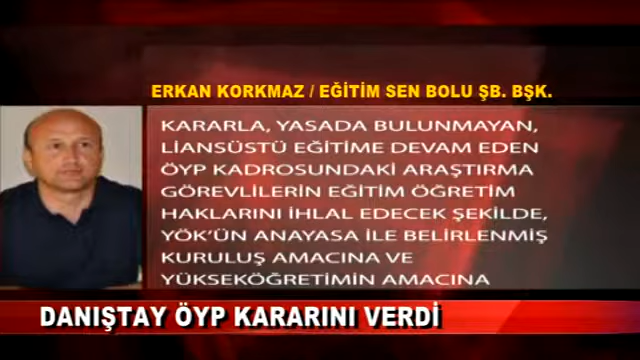 ERKAN KORKMAZ / EĞİTİM SEN BOLU ŞB. BŞK.
KARARLA, YASADA BULUNMAYAN,
LİANSÜSTÜ EĞİTİME DEVAM EDEN
ÖYP KADROSUNDAKİ ARAŞTIRMA
GÖREVLİLERİN EĞİTİM ÖĞRETİM
HAKLARINI İHLAL EDECEK ŞEKİLDE,
YÖK'ÜN ANAYASA İLE BELİRLENMİŞ
KURULUŞ AMACINA VE
YÜKSEKÖĞRETİMİN AMACINA
DANIŞTAY ÖYP KARARINI VERDİ